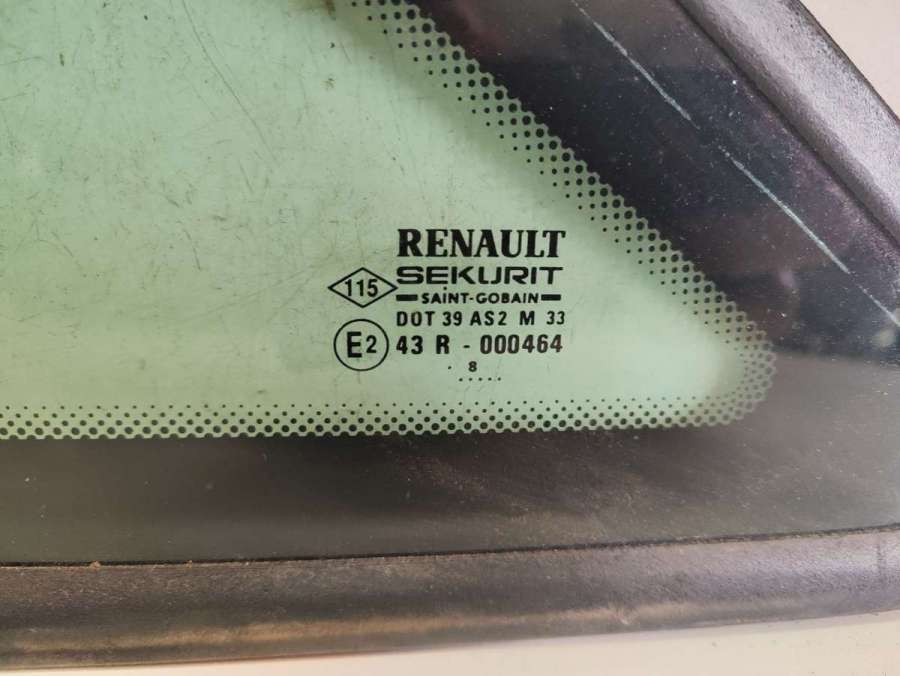 RENAULT
115 SEKURIT
SAINT-GOBAIN
DOT 39 AS2 M 33
E2 43 R - 000464
. 8
.....